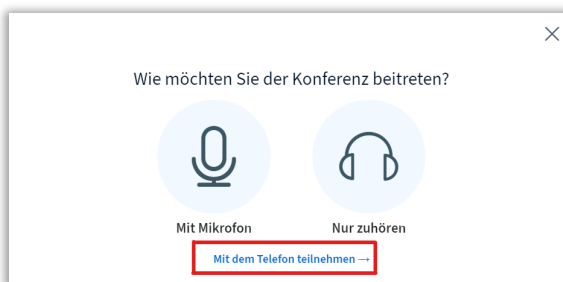 Wie möchten Sie der Konferenz beitreten?
Mit Mikrofon
Nur zuhören
Mit dem Telefon teilnehmen →